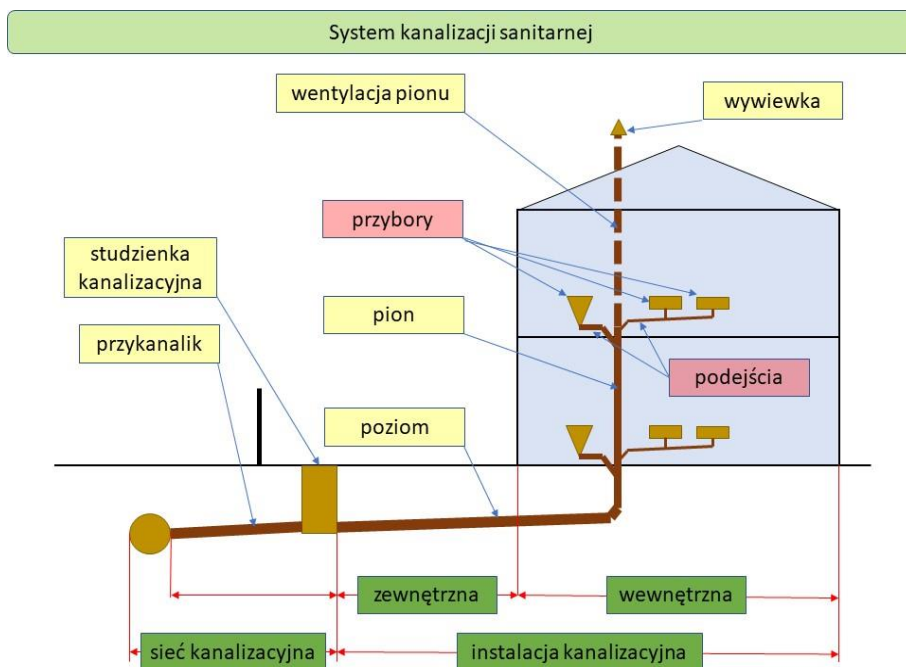 System kanalizacji sanitarnej
wentylacja pionu
wywiewka
przybory
studzienka
kanalizacyjna
pion
przykanalik
podejścia
poziom
zewnętrzna
wewnętrzna
sieć kanalizacyjna
instalacja kanalizacyjna